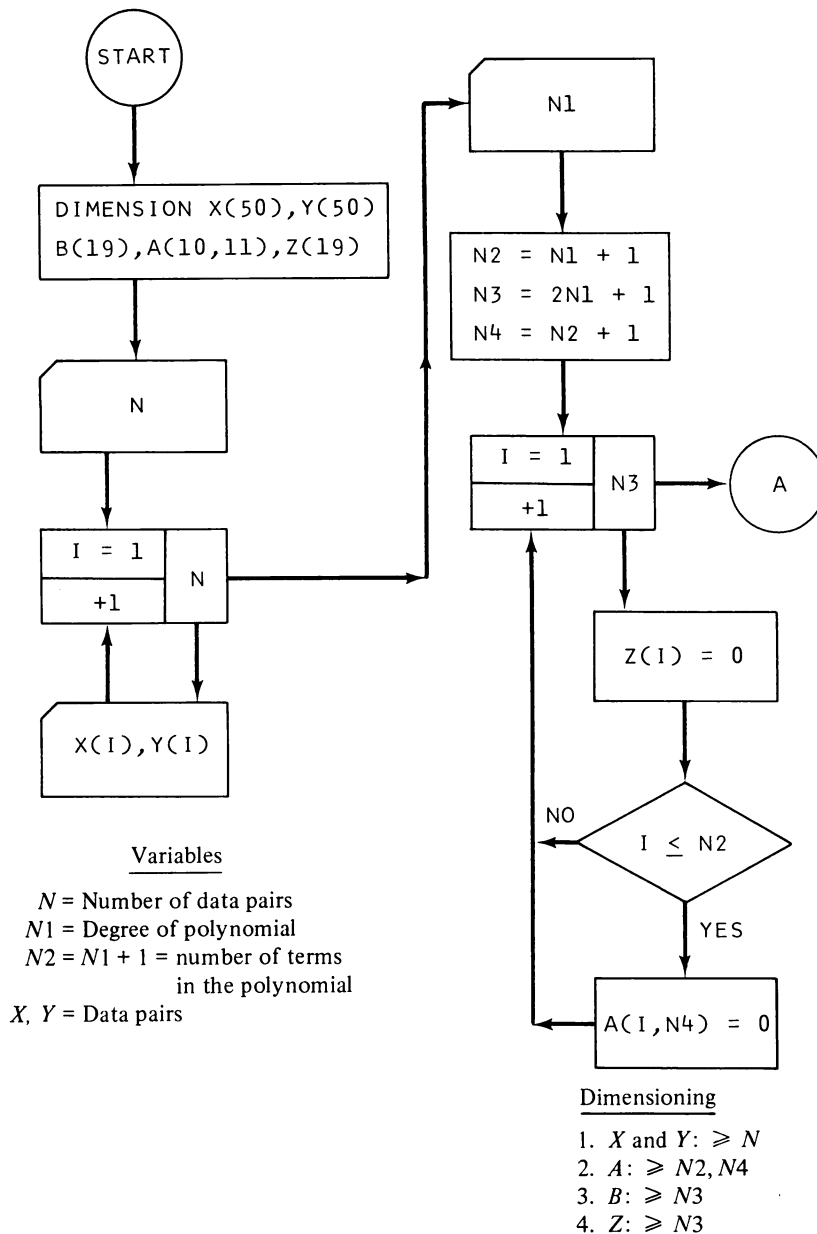 START
DIMENSION X(50),Y(50)
B(19),A(10,11),Z(19)
N
I = 1
+1
N
X(I),Y(I)
Variables
N = Number of data pairs
N1 = Degree of polynomial
N2 = N1 + 1 = number of terms
in the polynomial
X, Y = Data pairs
N1
N2 = N1 + 1
N3 = 2N1 + 1
N4 = N2 + 1
I = 1
+1
N3
A
Z(I) = 0
NO
I ≤ N2
YES
A(I,N4) = 0
Dimensioning
1. X and Y: ⩾ N
2. A: ⩾ N2, N4
3. B: ⩾ N3
4. Z: ⩾ N3